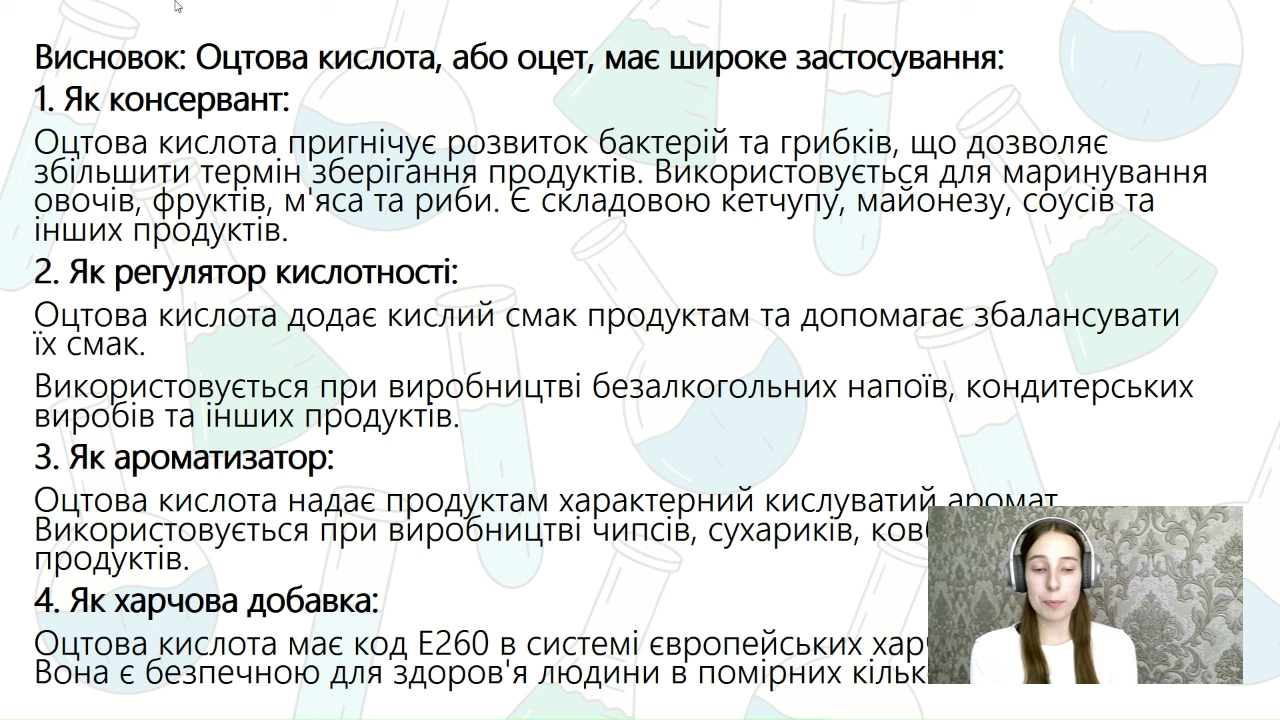 Висновок: Оцтова кислота, або оцет, має широке застосування:
1. Як консервант:
Оцтова кислота пригнічує розвиток бактерій та грибків, що дозволяє
збільшити термін зберігання продуктів. Використовується для маринування
овочів, фруктів, м'яса та риби. Є складовою кетчупу, майонезу, соусів та
інших продуктів.
2. Як регулятор кислотності:
Оцтова кислота додає кислий смак продуктам та допомагає збалансувати
їх смак.
Використовується при виробництві безалкогольних напоїв, кондитерських
виробів та інших продуктів.
3. Як ароматизатор:
Оцтова кислота надає продуктам характерний кислуватий аромат
Використовується при виробництві чипсів, сухариків,
продуктів.
4. Як харчова добавка:
Оцтова кислота має код E260 в системі європейських
Вона є безпечною для здоров'я людини в помірних